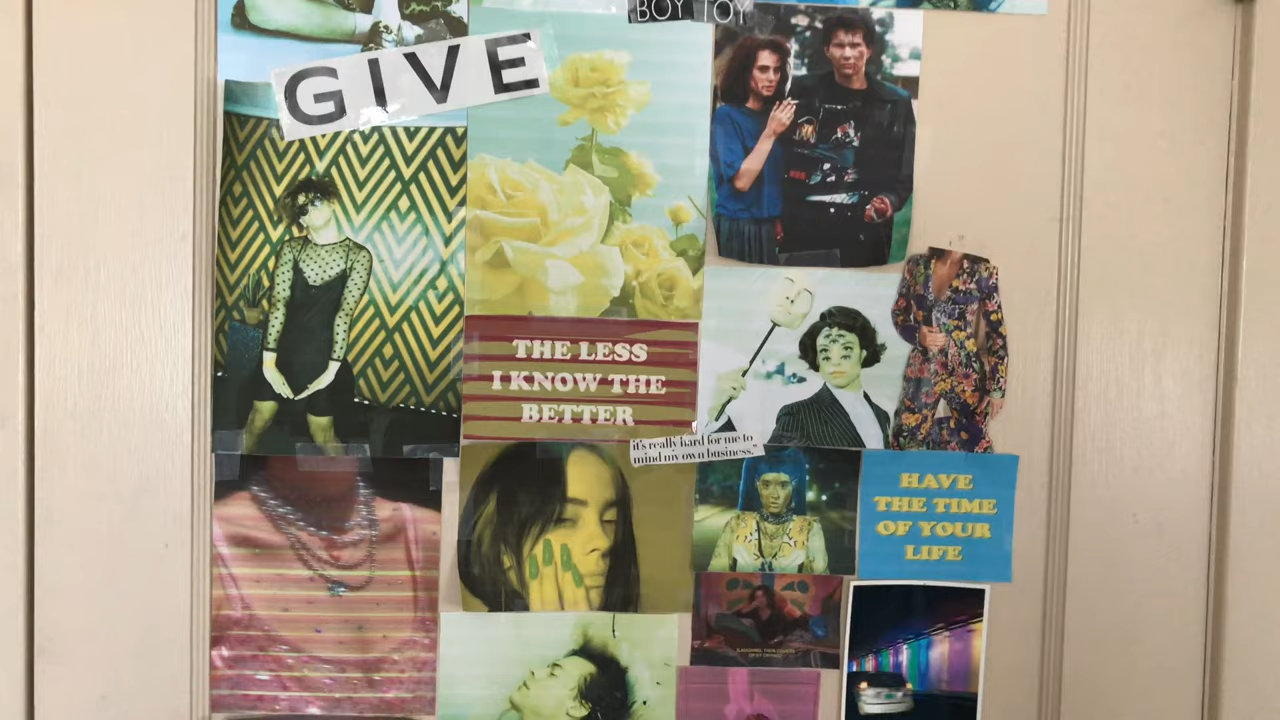 BOY TOY
GIVE
THE LESS
I KNOW THE
BETTER
it's really hard for me to
mind my own business."
HAVE
THE TIME
OF YOUR
LIFE